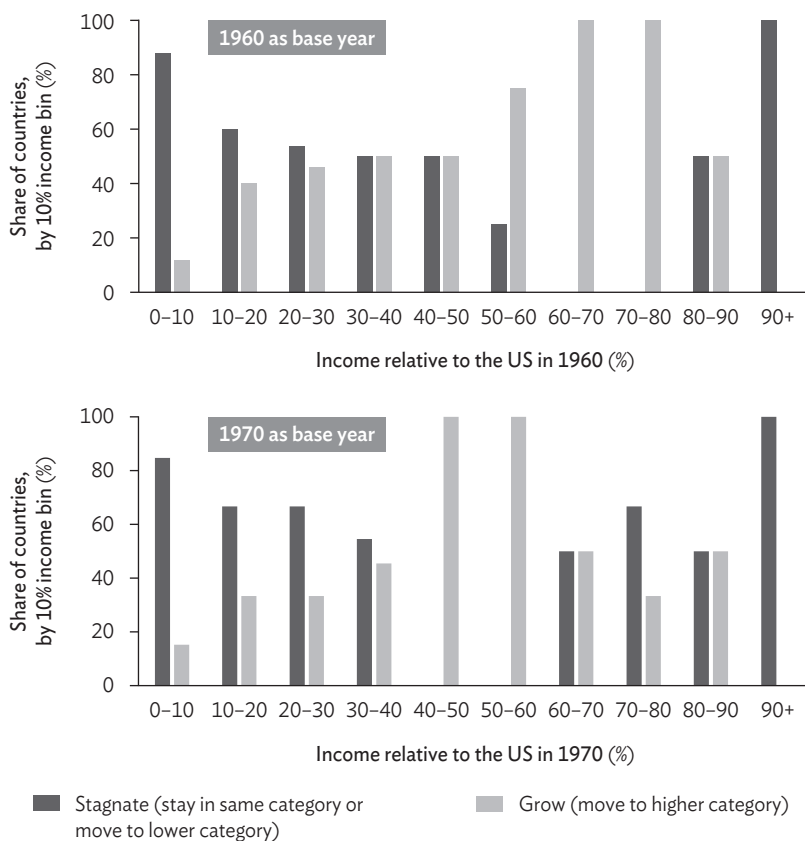 Share of countries,
by 10% income bin (%)
1960 as base year
100
80
60
40
20
0
0–10 10–20 20–30 30–40 40–50 50–60 60–70 70–80 80–90 90+
Income relative to the US in 1960 (%)
Share of countries,
by 10% income bin (%)
1970 as base year
100
80
60
40
20
0
0–10 10–20 20–30 30–40 40–50 50–60 60–70 70–80 80–90 90+
Income relative to the US in 1970 (%)
Stagnate (stay in same category or
move to lower category)
Grow (move to higher category)